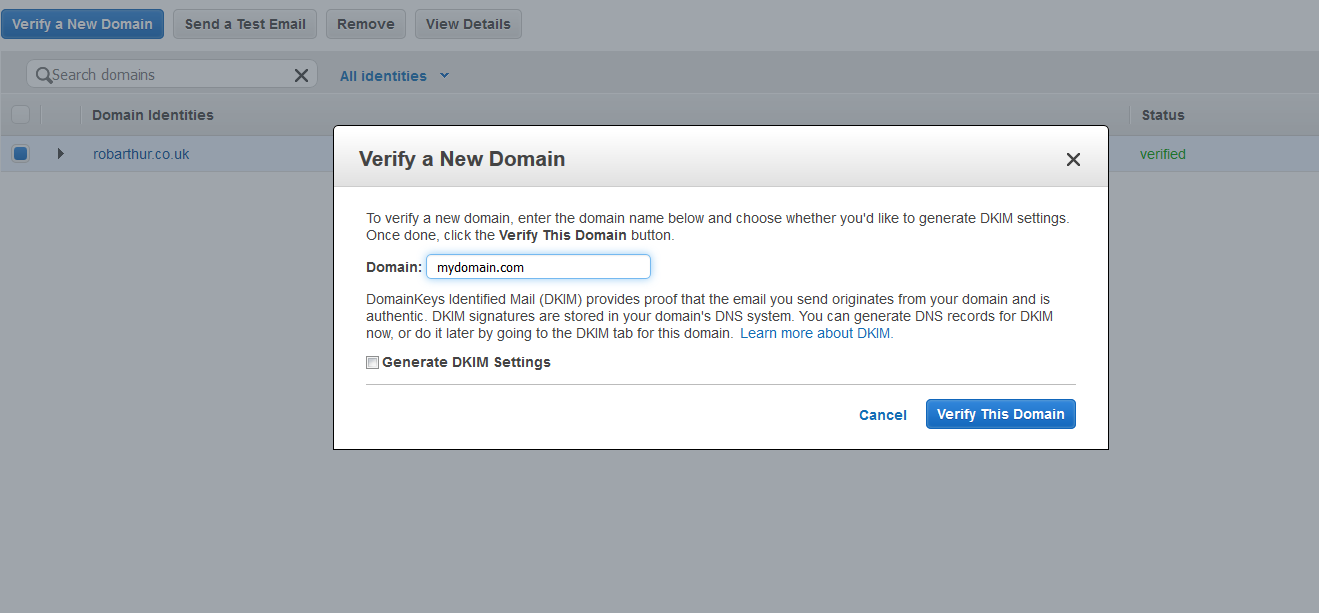 Verify a New Domain Send a Test Email Remove View Details
Search domains All identities
Domain Identities Status
robarthur.co.uk verified
Verify a New Domain
To verify a new domain, enter the domain name below and choose whether you'd like to generate DKIM settings.
Once done, click the Verify This Domain button.
Domain: mydomain.com
DomainKeys Identified Mail (DKIM) provides proof that the email you send originates from your domain and is
authentic. DKIM signatures are stored in your domain's DNS system. You can generate DNS records for DKIM
now, or do it later by going to the DKIM tab for this domain. Learn more about DKIM.
Generate DKIM Settings
Cancel Verify This Domain